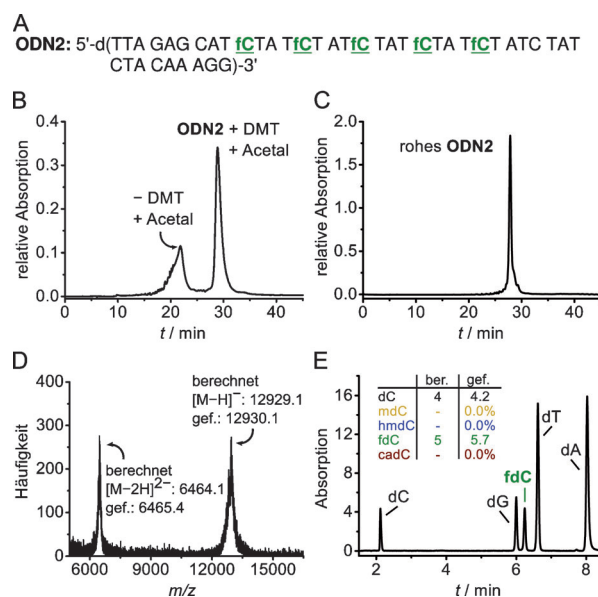 A
ODN2: 5'-d(TTA GAG CAT fCTA TfCT ATfC TAT fCTA TfCT ATC TAT
CTA CAA AGG)-3'
B
relative Absorption
0.4
0.3
0.2
0.1
0.0
ODN2 + DMT
+ Acetal
− DMT
+ Acetal
0 10 20 30 40
t / min
C
relative Absorption
2.0
1.5
1.0
0.5
0.0
rohes ODN2
0 10 20 30 40
t / min
D
Häufigkeit
400
300
200
100
0
berechnet
[M−H]−: 12929.1
gef.: 12930.1
berechnet
[M−2H]2−: 6464.1
gef.: 6465.4
6000 9000 12000 15000
m/z
E
Absorption
16
12
8
4
0
ber. gef.
dC 4 4.2
mdC - 0.0%
hmdC - 0.0%
fdC 5 5.7
cadC - 0.0%
dC
dG
fdC
dT
dA
2 4 6 8
t / min